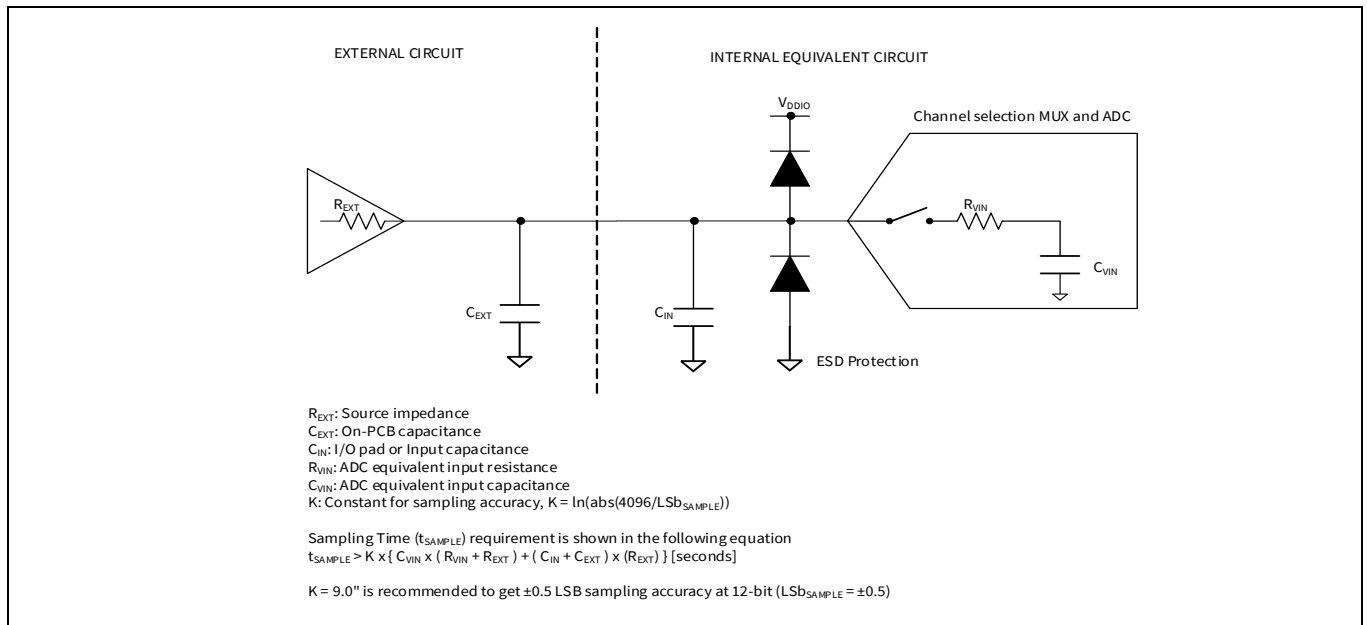 EXTERNAL CIRCUIT
INTERNAL EQUIVALENT CIRCUIT
VDDIO
Channel selection MUX and ADC
REXT
RVIN
CVIN
CEXT
CIN
ESD Protection
REXT: Source impedance
CEXT: On-PCB capacitance
CIN: I/O pad or Input capacitance
RVIN: ADC equivalent input resistance
CVIN: ADC equivalent input capacitance
K: Constant for sampling accuracy, K = ln(abs(4096/LSbSAMPLE))
Sampling Time (tSAMPLE) requirement is shown in the following equation
tSAMPLE > K x { CVIN x ( RVIN + REXT ) + ( CIN + CEXT ) x (REXT) } [seconds]
K = 9.0" is recommended to get ±0.5 LSB sampling accuracy at 12-bit (LSbSAMPLE = ±0.5)